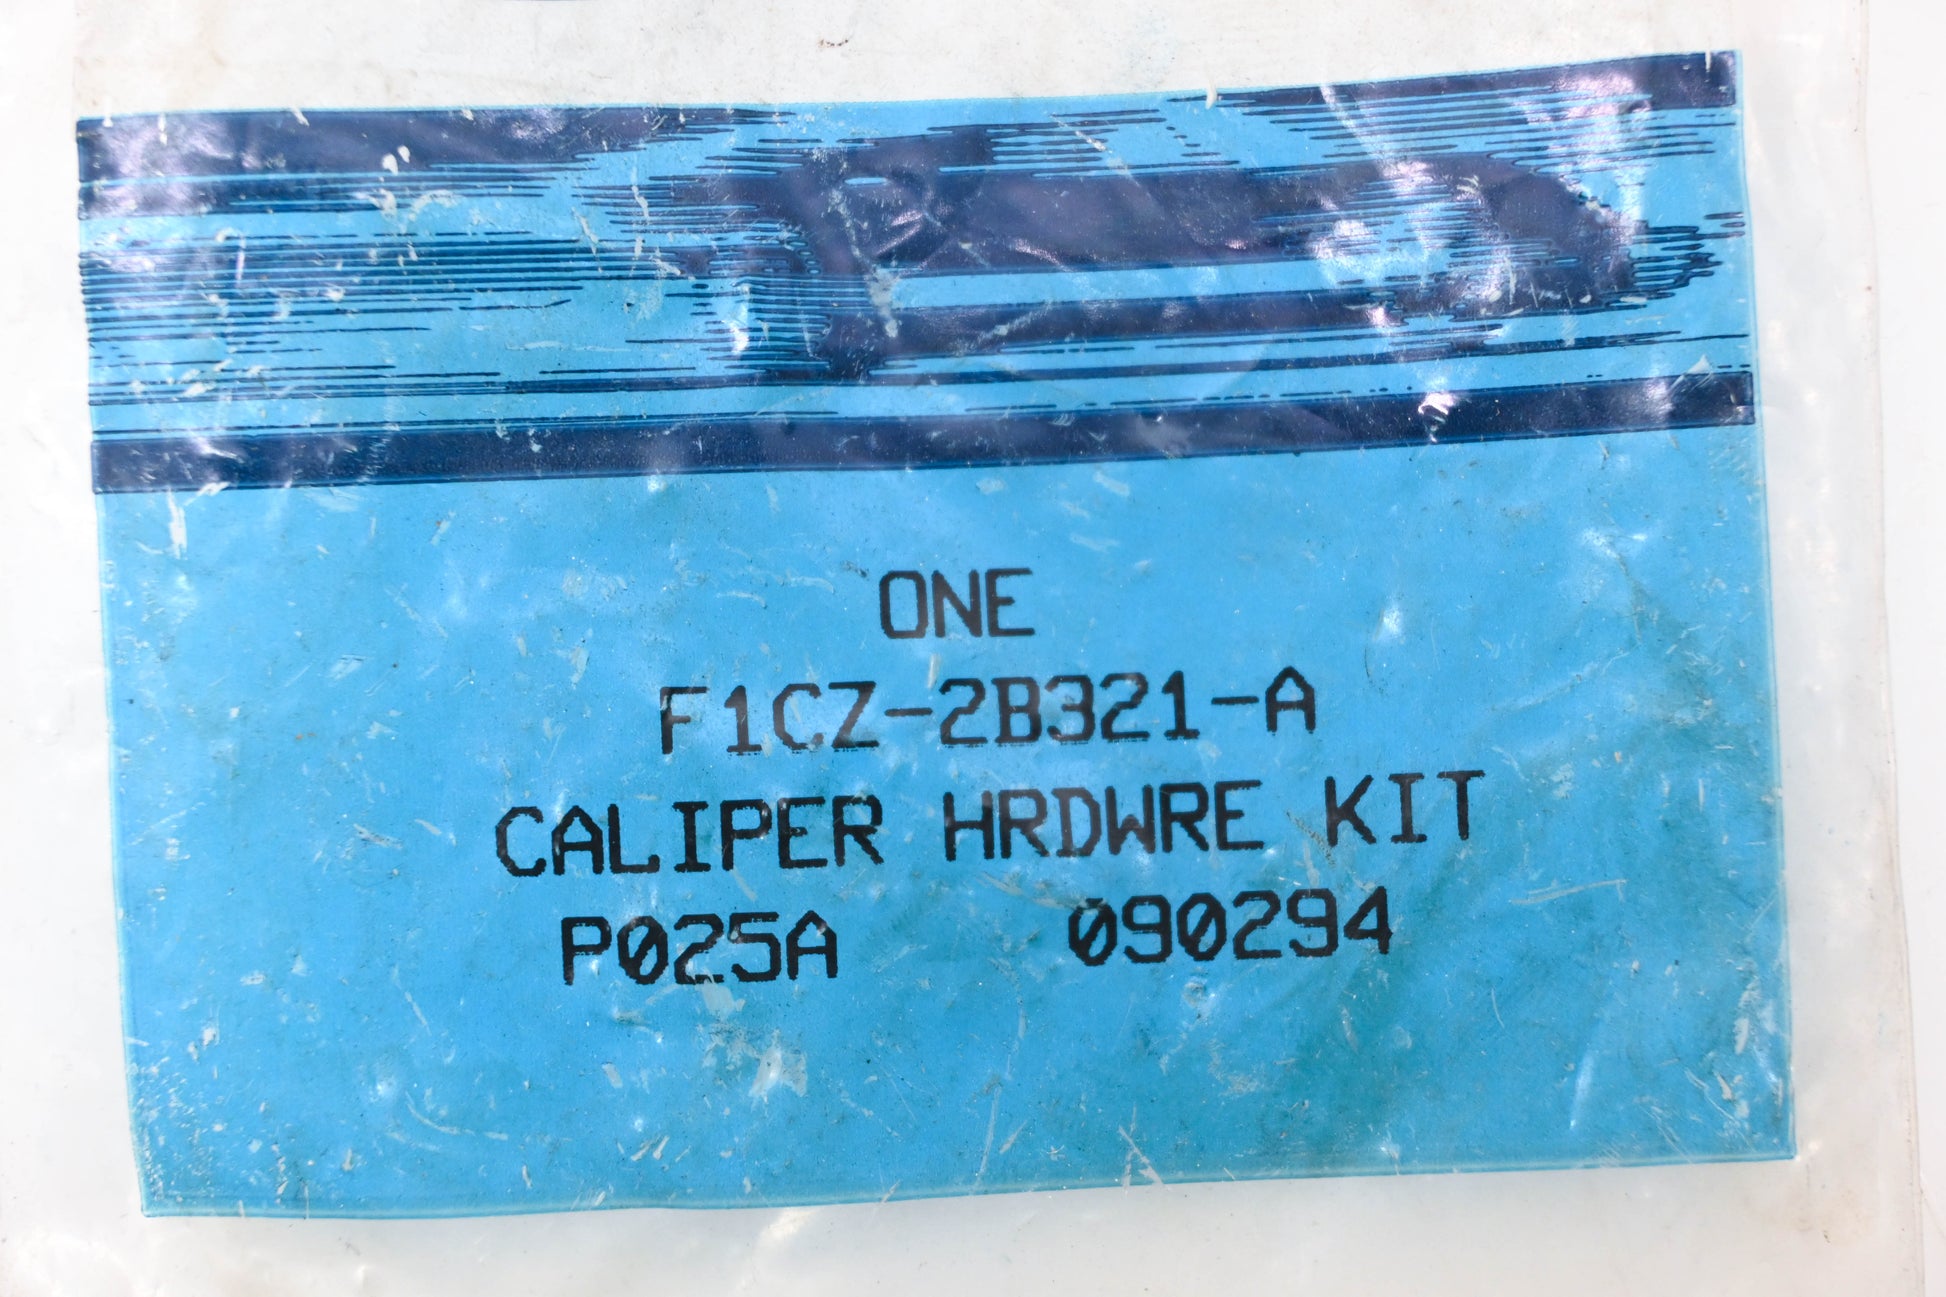 ONE
F1CZ-2B321-A
CALIPER HRDWRE KIT
P025A 090294